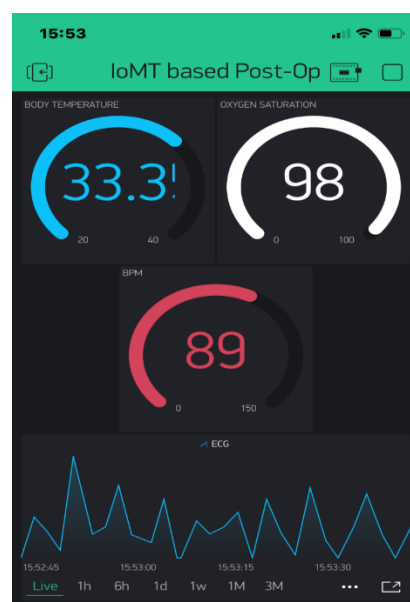 15:53
IoMT based Post-Op
BODY TEMPERATURE
OXYGEN SATURATION
98
20
40
0
100
BPM
89
0
150
ECG
15:52:45
15:53:00
15:53:15
15:53:30
Live
1h
6h
1d
1w
1M
3M
...